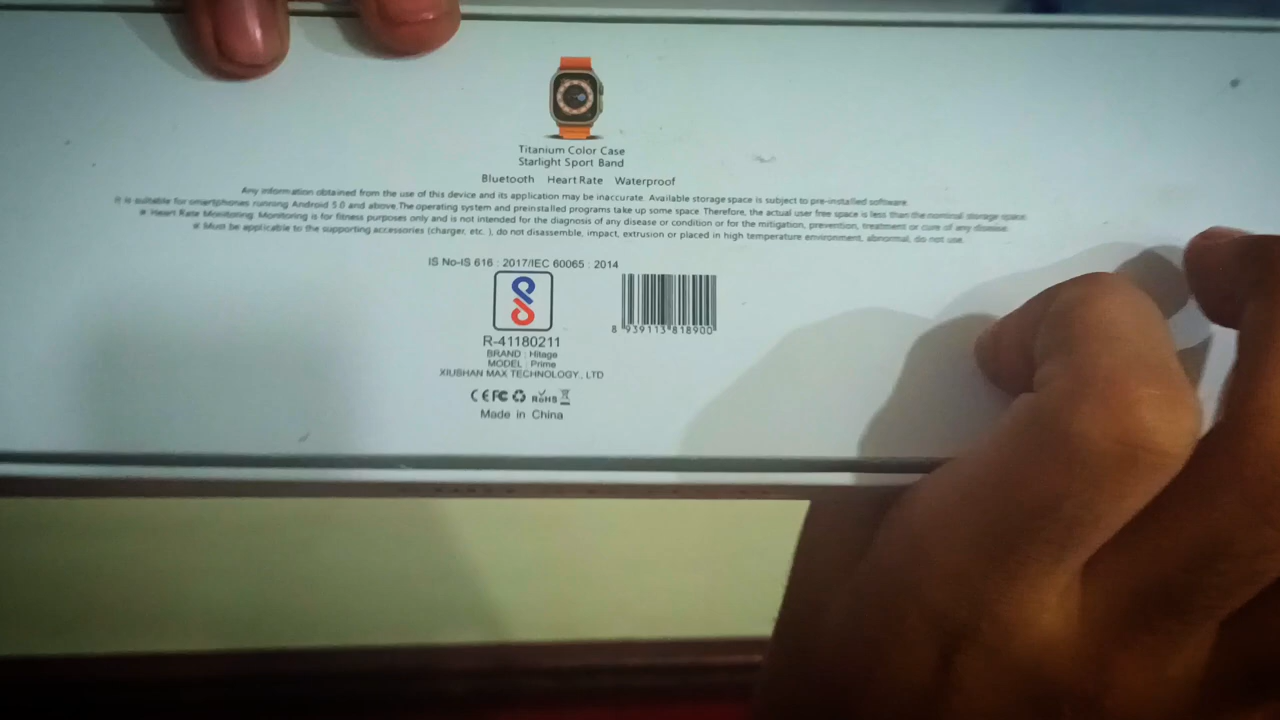 Titanium Color Case
Starlight Sport Band
Bluetooth Heart Rate Waterproof
Any information obtained from the use of this device and its application may be inaccurate. Available storage space is subject to pre-installed software.
It is suitable for smartphones running Android 5.0 and above.The operating system and preinstalled programs take up some space. Therefore, the actual user free space is less than the nominal storage space.
※ Heart Rate Monitoring. Monitoring is for fitness purposes only and is not intended for the diagnosis of any disease or condition or for the mitigation, prevention, treatment or cure of any disease.
※ Must be applicable to the supporting accessories (charger, etc. ), do not disassemble, impact, extrusion or placed in high temperature environment, abnormal, do not use.
IS No-IS 616 : 2017/IEC 60065 : 2014
8 939113 818900
R-41180211
BRAND : Hitage
MODEL : Prime
XIUSHAN MAX TECHNOLOGY., LTD
CE FC RoHS
Made in China